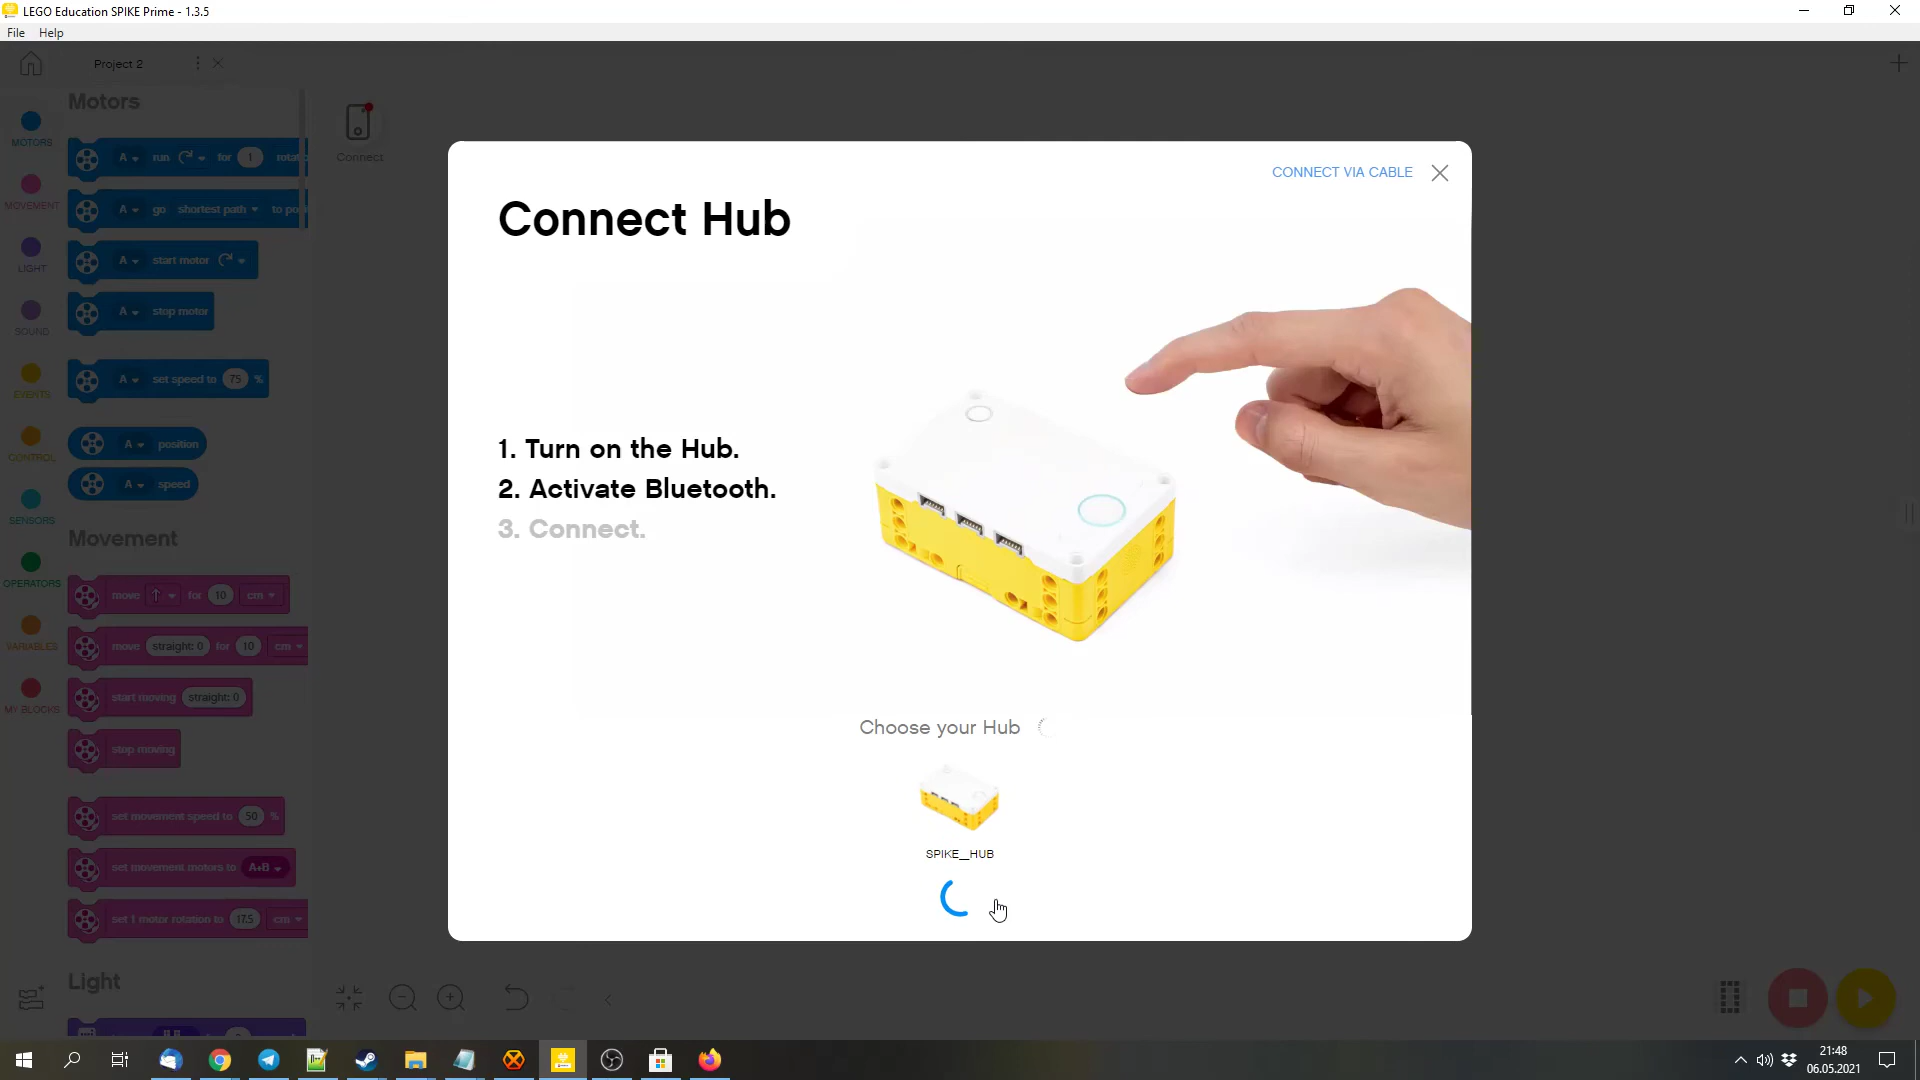 LEGO Education SPIKE Prime - 1.3.5
File Help
Project 2
Motors
MOTORS
MOVEMENT
LIGHT
SOUND
EVENTS
CONTROL
SENSORS
OPERATORS
VARIABLES
MY BLOCKS
A run for 1
A go shortest path to
A start motor
A stop motor
A set speed to 75 %
A position
A speed
Movement
move for 10 cm
move straight: 0 for 10 cm
start moving straight: 0
stop moving
set movement speed to 50 %
set movement motors to A+B
set 1 motor rotation to 17.5 cm
Light
Connect
CONNECT VIA CABLE
Connect Hub
1. Turn on the Hub.
2. Activate Bluetooth.
3. Connect.
Choose your Hub
SPIKE_HUB
21:48
06.05.2021